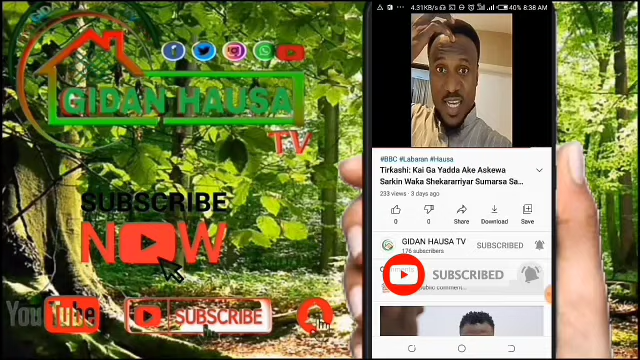 GIDAN HAUSA
TV
SUBSCRIBE
NOW
YouTube
SUBSCRIBE
4.31KB/s
40% 8:38 AM
#BBC #Labaran #Hausa
Tirkashi: Kai Ga Yadda Ake Askewa
Sarkin Waka Shekarariyar Sumarsa Sa...
233 views · 3 days ago
0 0 Share Download Save
GIDAN HAUSA TV
176 subscribers
SUBSCRIBED
SUBSCRIBED